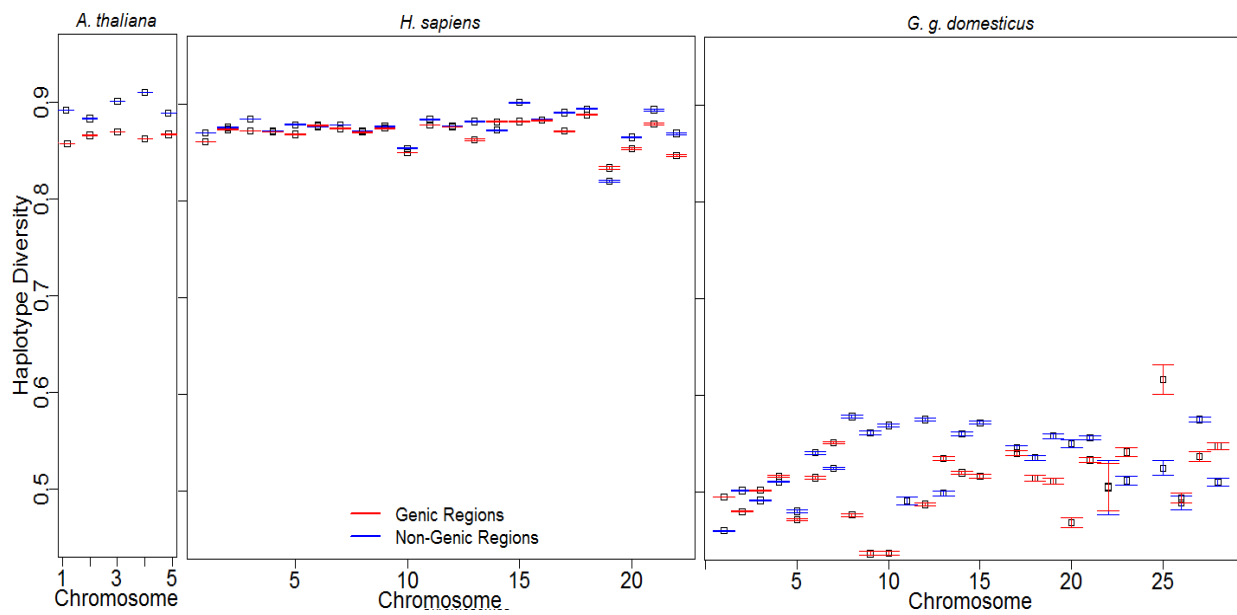 A. thaliana
H. sapiens
G. g. domesticus
Haplotype Diversity
0.9
0.8
0.7
0.6
0.5
Genic Regions
Non-Genic Regions
1 3 5
5 10 15 20
5 10 15 20 25
Chromosome
Chromosome
Chromosome